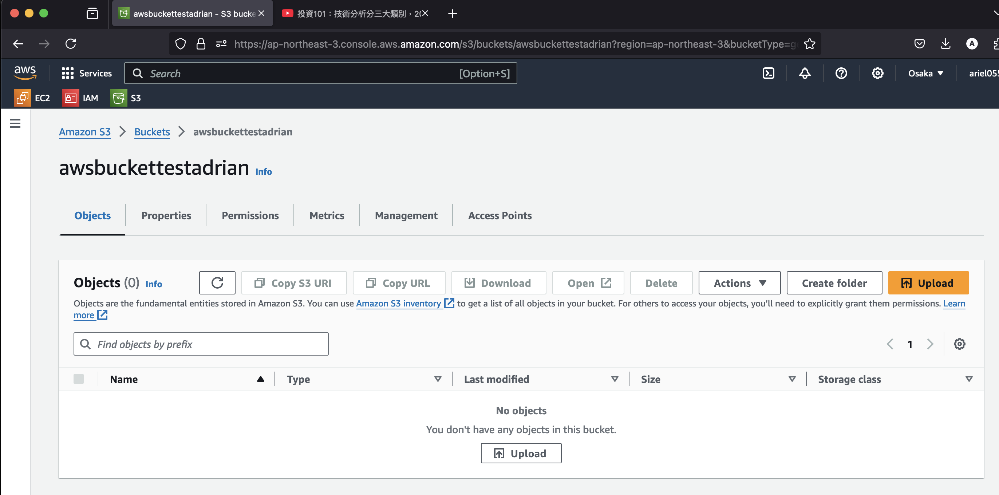 awsbuckettestadrian - S3 bucke
投資101：技術分析分三大類別，2
https://ap-northeast-3.console.aws.amazon.com/s3/buckets/awsbuckettestadrian?region=ap-northeast-3&bucketType=g
A
aws
Services
Search
[Option+S]
Osaka
ariel055
EC2
IAM
S3
Amazon S3
Buckets
awsbuckettestadrian
awsbuckettestadrian Info
Objects
Properties
Permissions
Metrics
Management
Access Points
Objects (0) Info
Copy S3 URI
Copy URL
Download
Open
Delete
Actions
Create folder
Upload
Objects are the fundamental entities stored in Amazon S3. You can use Amazon S3 inventory to get a list of all objects in your bucket. For others to access your objects, you’ll need to explicitly grant them permissions. Learn
more
Find objects by prefix
1
Name
Type
Last modified
Size
Storage class
No objects
You don't have any objects in this bucket.
Upload